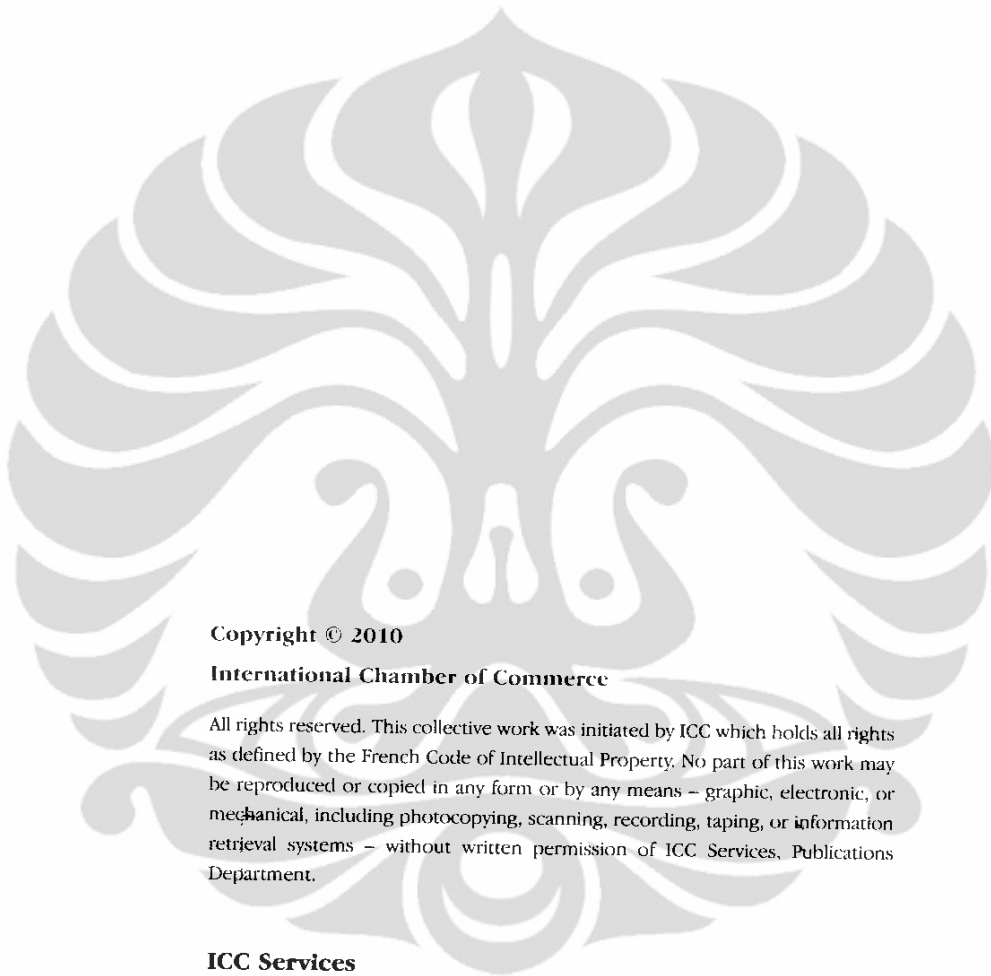 Copyright © 2010
International Chamber of Commerce
All rights reserved. This collective work was initiated by ICC which holds all rights
as defined by the French Code of Intellectual Property. No part of this work may
be reproduced or copied in any form or by any means – graphic, electronic, or
mechanical, including photocopying, scanning, recording, taping, or information
retrieval systems – without written permission of ICC Services, Publications
Department.
ICC Services